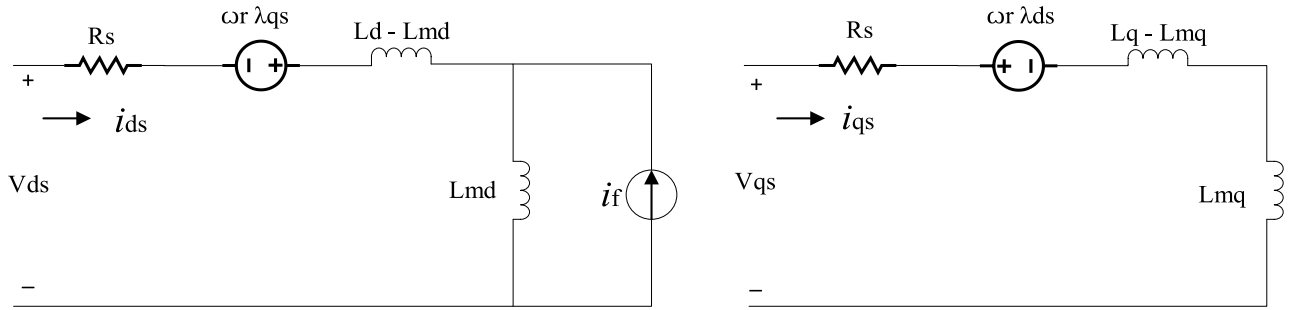 ωr λqs
Rs
Ld - Lmd
+
ids
Vds
Lmd
if
–
ωr λds
Rs
Lq - Lmq
+
iqs
Vqs
Lmq
–